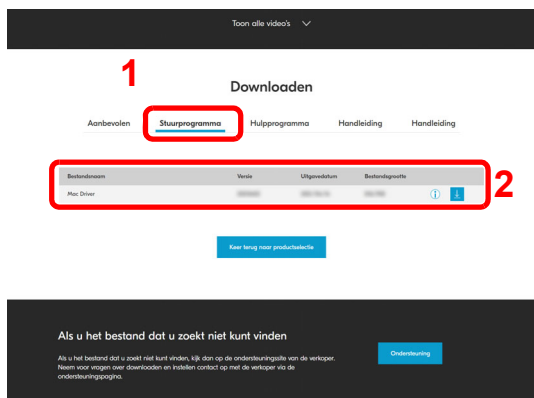 Toon alle video's
1
Downloaden
Aanbevolen Stuurprogramma Hulpprogramma Handleiding Handleiding
Bestandsnaam Versie Uitgavedatum Bestandsgrootte
2
Mac Driver
Keer terug naar productselectie
Als u het bestand dat u zoekt niet kunt vinden
Als u het bestand dat u zoekt niet kunt vinden, kijk dan op de ondersteuningssite van de verkoper.
Neem voor vragen over downloaden en instellen contact op met de verkoper via de
ondersteuningspagina.
Ondersteuning